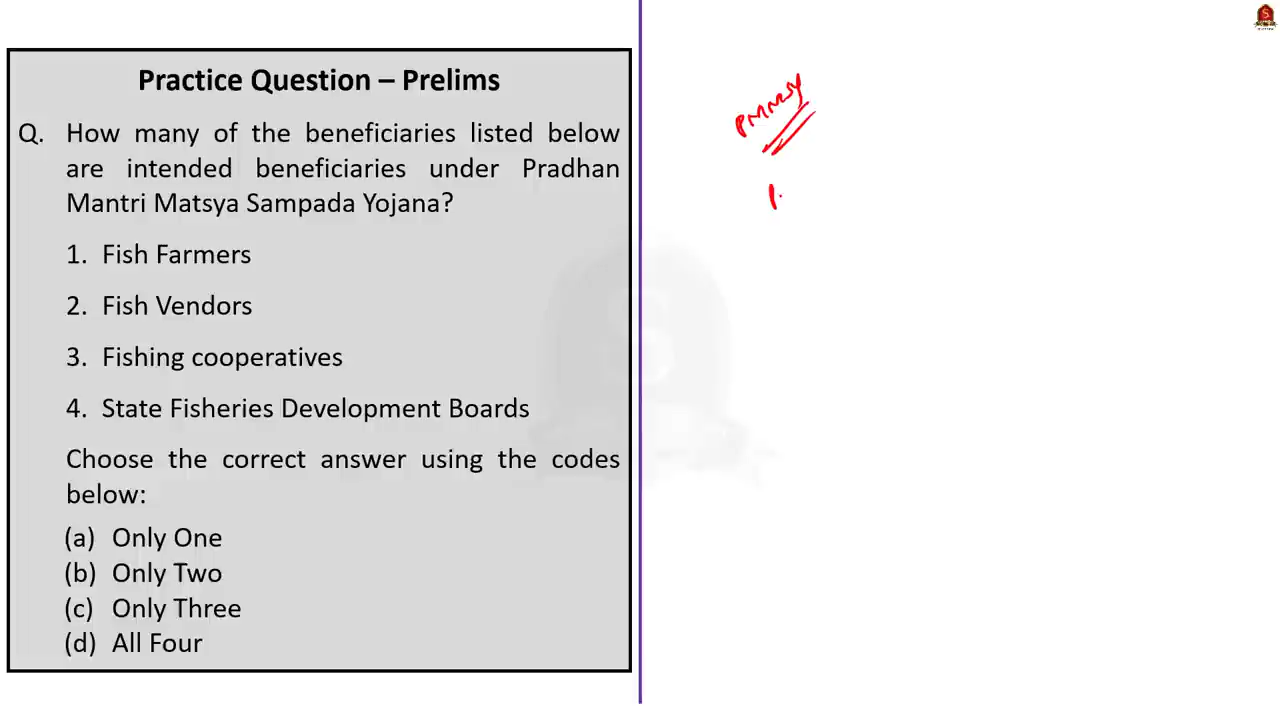 Practice Question – Prelims
Q. How many of the beneficiaries listed below
are intended beneficiaries under Pradhan
Mantri Matsya Sampada Yojana?
1. Fish Farmers
2. Fish Vendors
3. Fishing cooperatives
4. State Fisheries Development Boards
Choose the correct answer using the codes
below:
(a) Only One
(b) Only Two
(c) Only Three
(d) All Four
PMMSY
1.